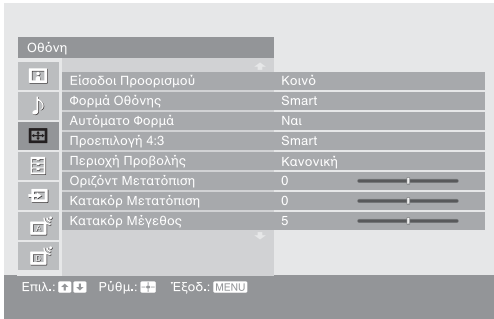 Οθόνη
Είσοδοι Προορισμού Κοινό
Φορμά Οθόνης Smart
Αυτόματο Φορμά Ναι
Προεπιλογή 4:3 Smart
Περιοχή Προβολής Κανονική
Οριζόντ Μετατόπιση 0
Κατακόρ Μετατόπιση 0
Κατακόρ Μέγεθος 5
Επιλ.: Ρύθμ.: Έξοδ.: MENU